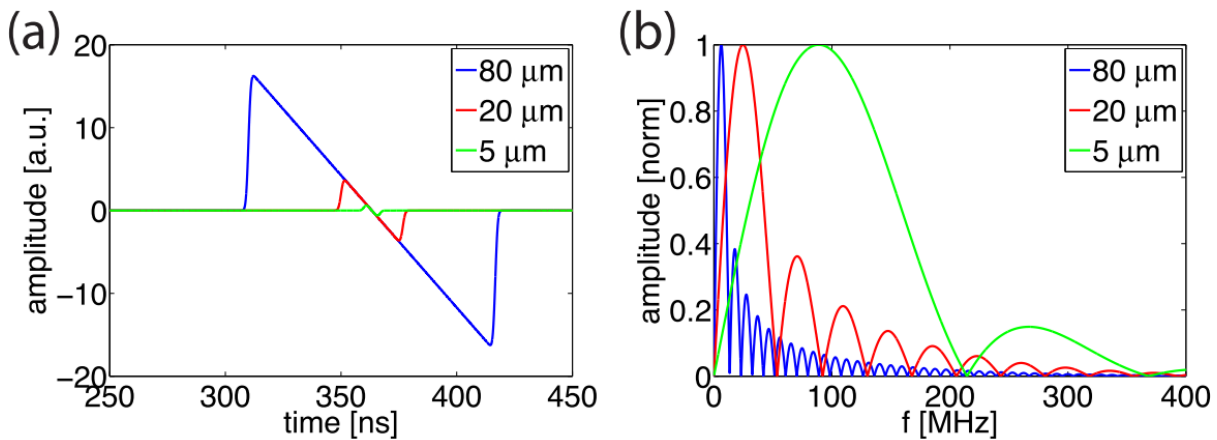 (a)
amplitude [a.u.]
20
10
0
−10
−20
250 300 350 400 450
time [ns]
80 μm
20 μm
5 μm
(b)
amplitude [norm]
1
0.8
0.6
0.4
0.2
0
0 100 200 300 400
f [MHz]
80 μm
20 μm
5 μm